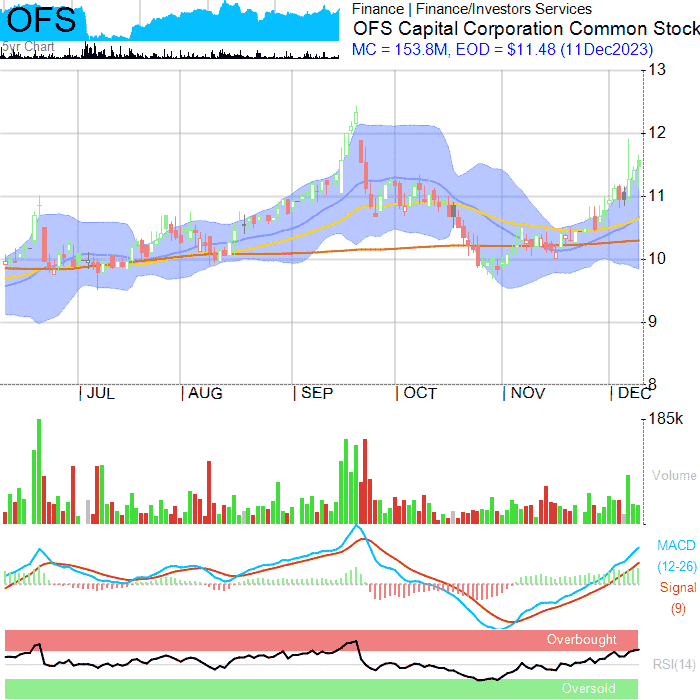 OFS
5yr Chart
Finance | Finance/Investors Services
OFS Capital Corporation Common Stock
MC = 153.8M, EOD = $11.48 (11Dec2023)
13
12
11
10
9
8
| JUL | AUG | SEP | OCT | NOV | DEC
185k
Volume
MACD
(12-26)
Signal
(9)
Overbought
RSI(14)
Oversold